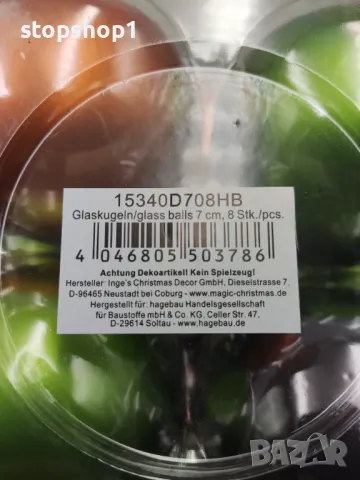 stopsnop1
15340D708HB
Glaskugeln/glass balls 7 cm, 8 Stk./pcs.
4 046805 503786
Achtung Dekoartikel! Kein Spielzeug!
Hersteller: Inge's Christmas Decor GmbH, Dieselstrasse 7,
D-96465 Neustadt bei Coburg - www.magic-christmas.de
Hergestellt für: hagebau Handelsgesellschaft
für Baustoffe mbH & Co. KG, Celler Str. 47,
D-29614 Soltau - www.hagebau.de
BAZAR